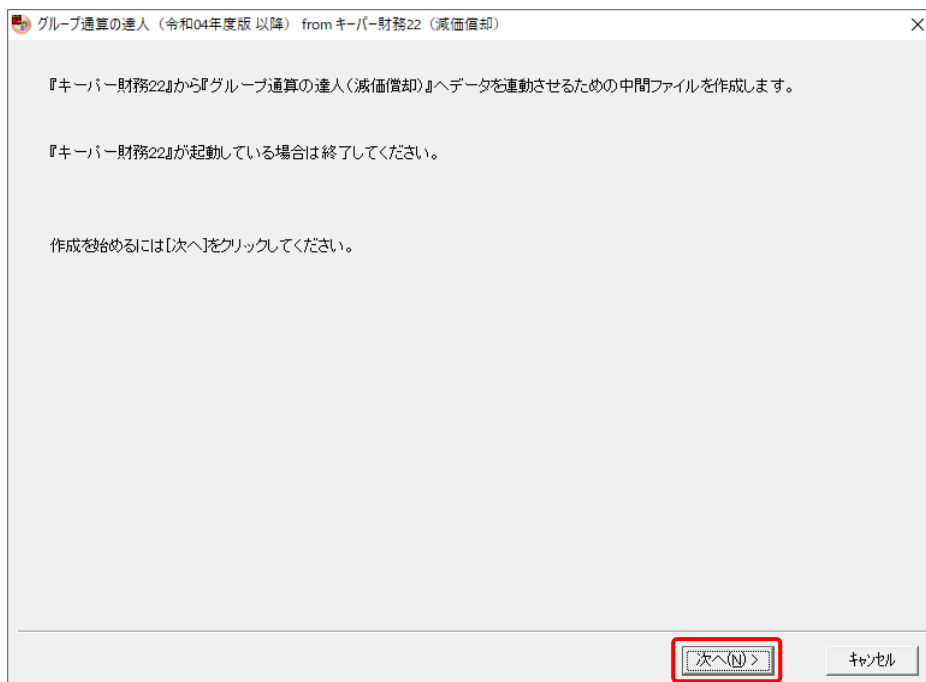 グループ通算の達人（令和04年度版 以降） from キーパー財務22（減価償却）
『キーパー財務22』から『グループ通算の達人(減価償却)』へデータを連動させるための中間ファイルを作成します。
『キーパー財務22』が起動している場合は終了してください。
作成を始めるには[次へ]をクリックしてください。
次へ(N) >
キャンセル